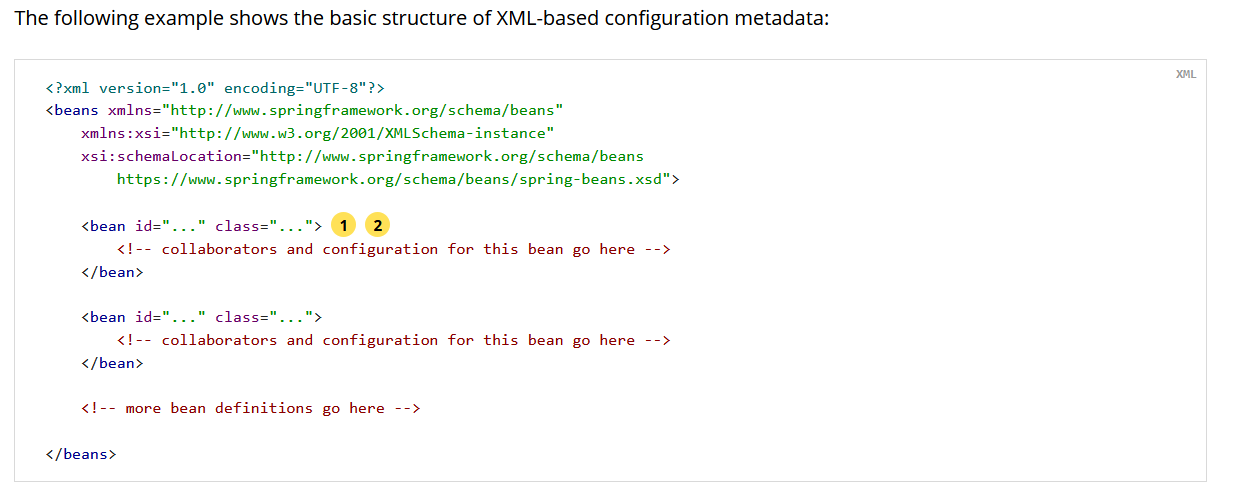 The following example shows the basic structure of XML-based configuration metadata:
XML
<?xml version="1.0" encoding="UTF-8"?>
<beans xmlns="http://www.springframework.org/schema/beans"
    xmlns:xsi="http://www.w3.org/2001/XMLSchema-instance"
    xsi:schemaLocation="http://www.springframework.org/schema/beans
        https://www.springframework.org/schema/beans/spring-beans.xsd">
    <bean id="..." class="..."> 1 2
        <!-- collaborators and configuration for this bean go here -->
    </bean>
    <bean id="..." class="...">
        <!-- collaborators and configuration for this bean go here -->
    </bean>
    <!-- more bean definitions go here -->
</beans>